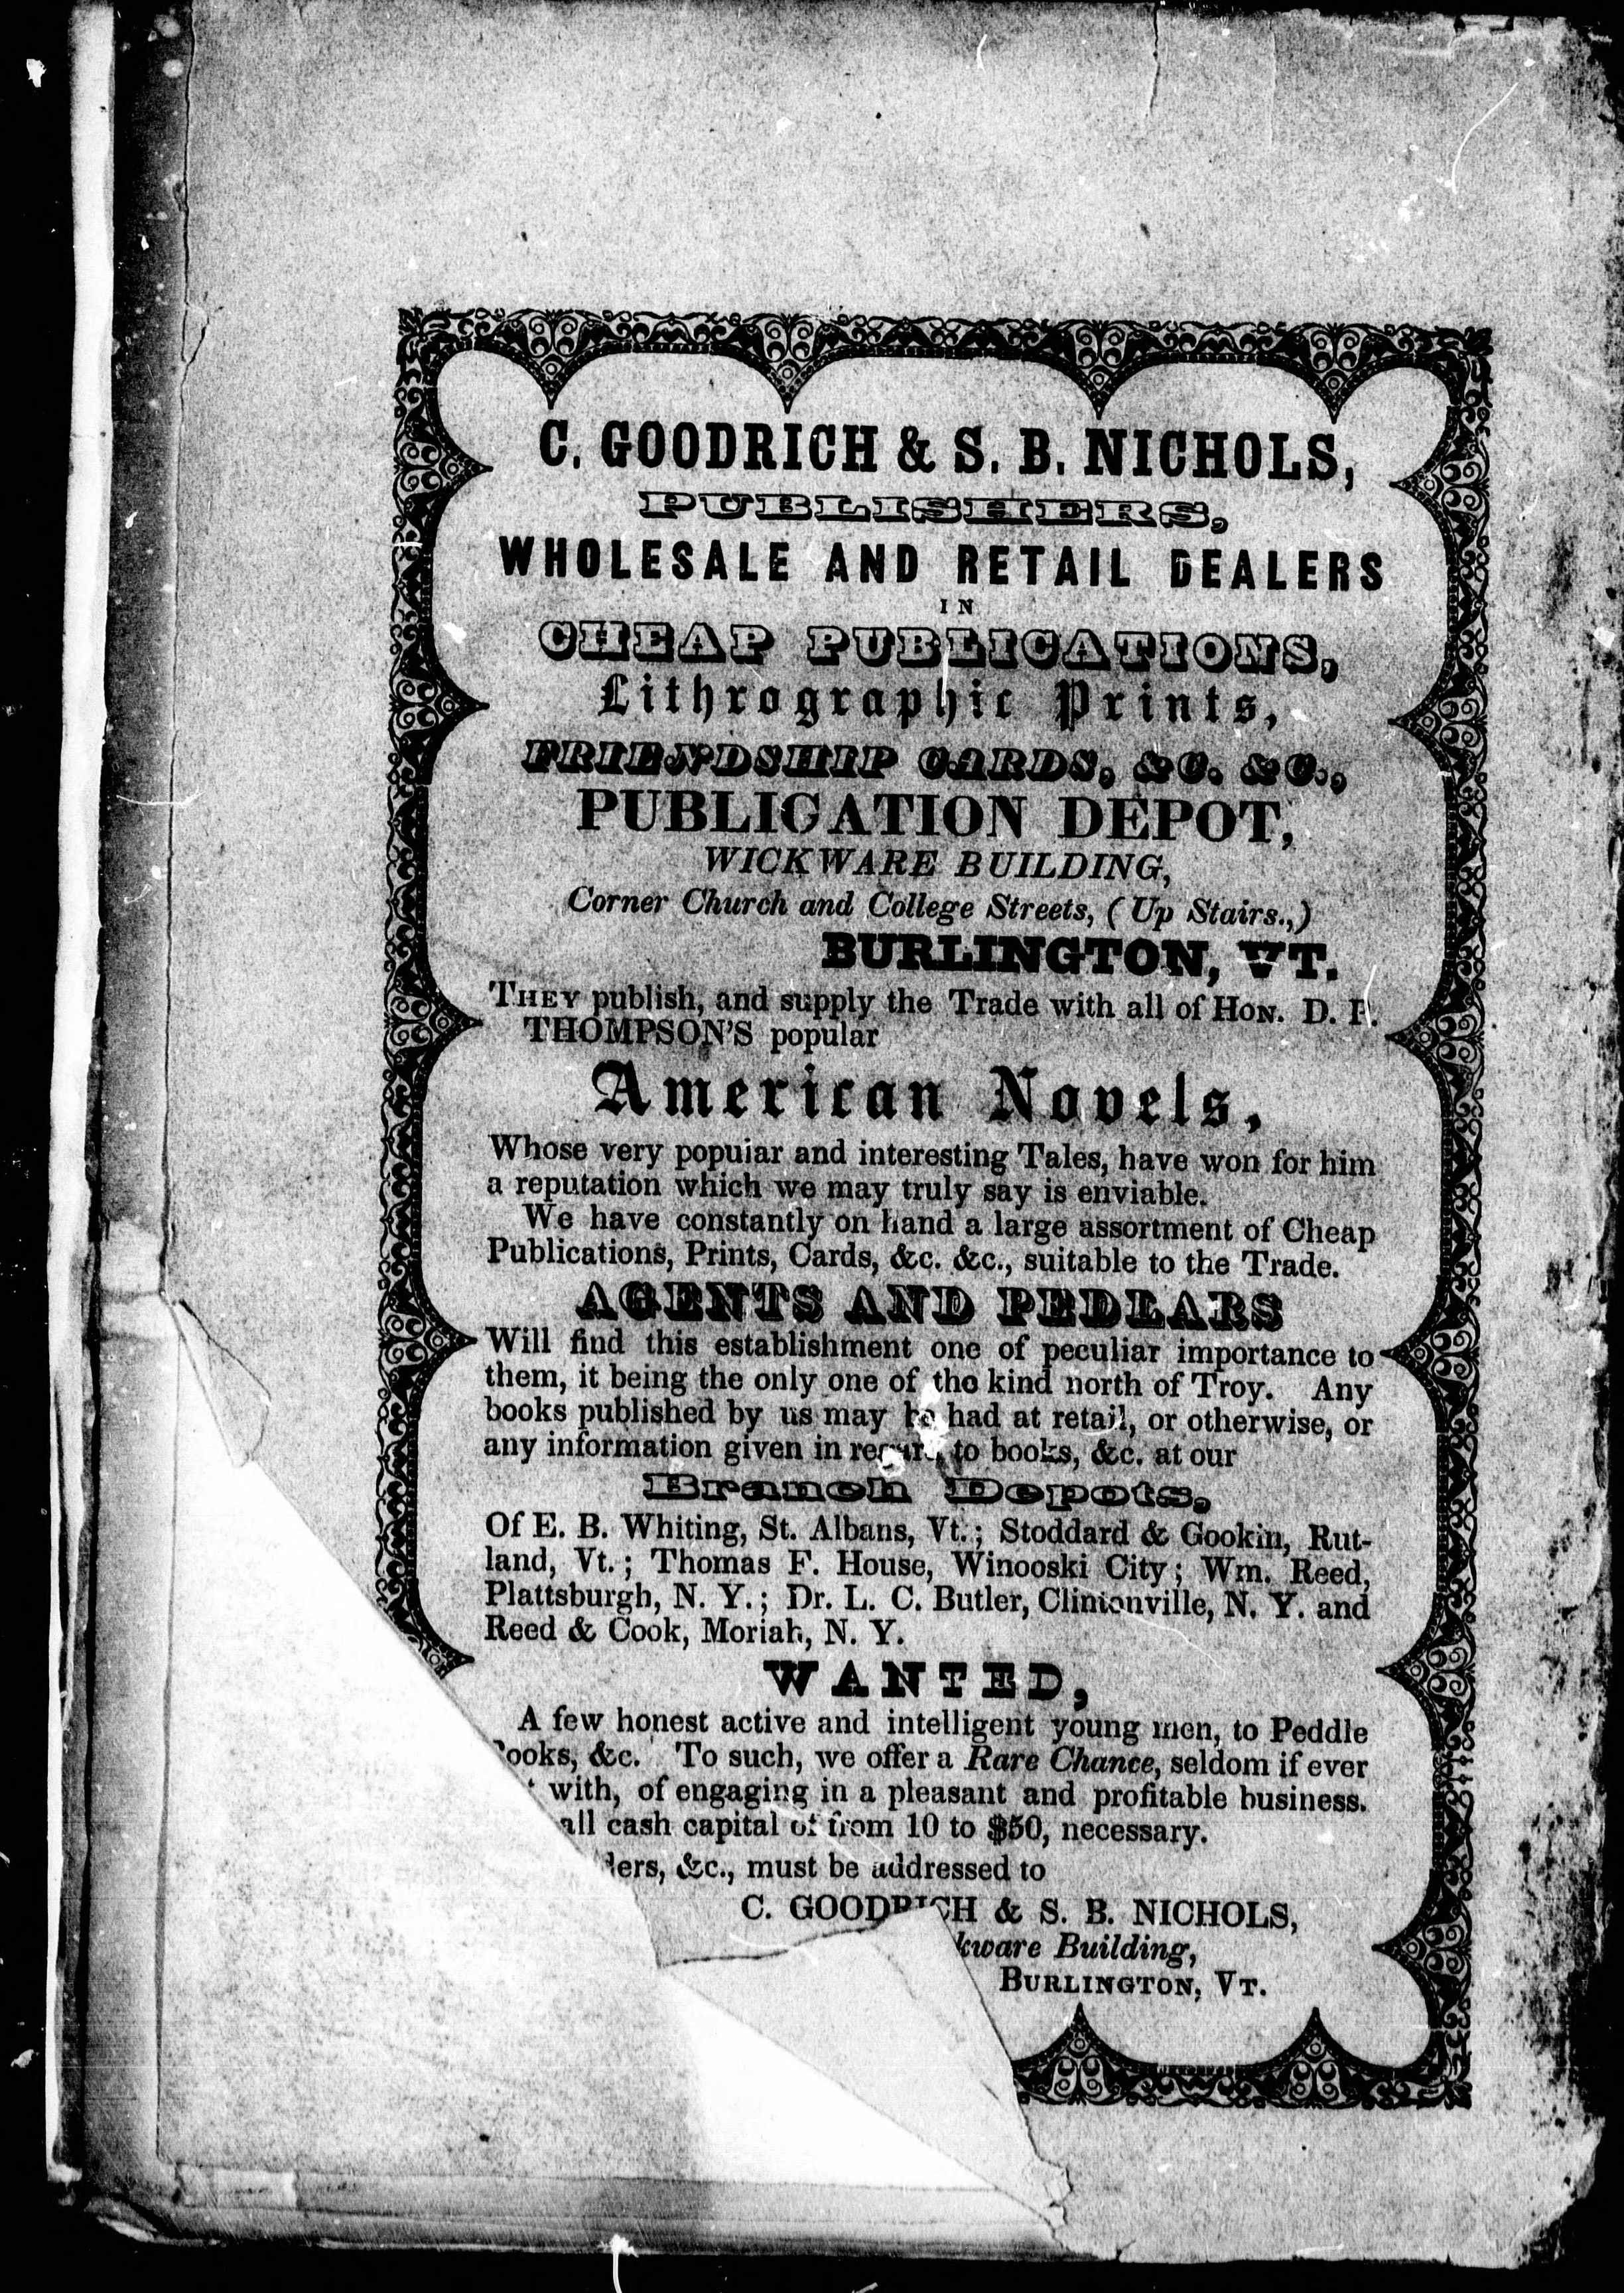 C. GOODRICH & S. B. NICHOLS,
PUBLISHERS,
WHOLESALE AND RETAIL DEALERS
IN
CHEAP PUBLICATIONS,
Lithrographic Prints,
FRIENDSHIP CARDS, &C. &C.,
PUBLICATION DEPOT,
WICKWARE BUILDING,
Corner Church and College Streets, (Up Stairs.,)
BURLINGTON, VT.
THEY publish, and supply the Trade with all of HON. D. P.
THOMPSON'S popular
American Novels,
Whose very popular and interesting Tales, have won for him
a reputation which we may truly say is enviable.
We have constantly on hand a large assortment of Cheap
Publications, Prints, Cards, &c. &c., suitable to the Trade.
AGENTS AND PEDLARS
Will find this establishment one of peculiar importance to
them, it being the only one of the kind north of Troy. Any
books published by us may be had at retail, or otherwise, or
any information given in regard to books, &c. at our
Branch Depots,
Of E. B. Whiting, St. Albans, Vt.; Stoddard & Gookin, Rut-
land, Vt.; Thomas F. House, Winooski City; Wm. Reed,
Plattsburgh, N. Y.; Dr. L. C. Butler, Clintonville, N. Y. and
Reed & Cook, Moriah, N. Y.
WANTED,
A few honest active and intelligent young men, to Peddle
ooks, &c. To such, we offer a Rare Chance, seldom if ever
with, of engaging in a pleasant and profitable business.
all cash capital of from 10 to $50, necessary.
ders, &c., must be addressed to
C. GOODRICH & S. B. NICHOLS,
kware Building,
BURLINGTON, VT.